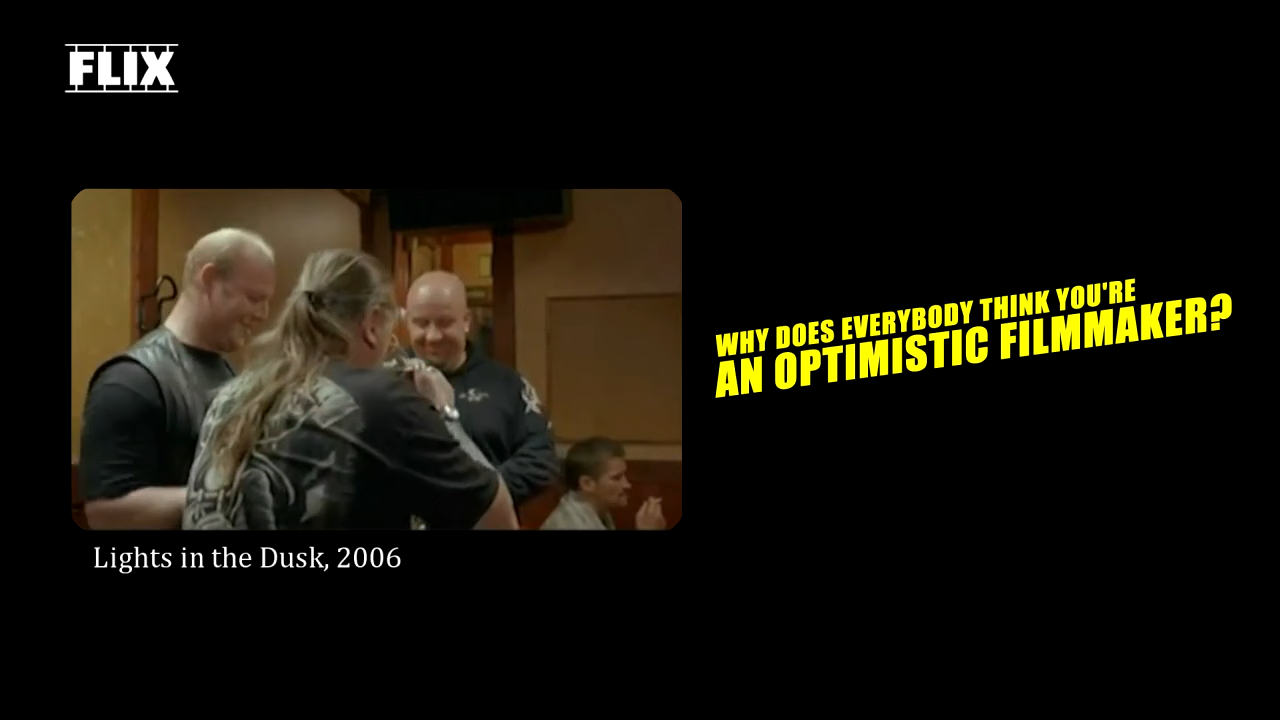 FLIX
WHY DOES EVERYBODY THINK YOU'RE
AN OPTIMISTIC FILMMAKER?
Lights in the Dusk, 2006